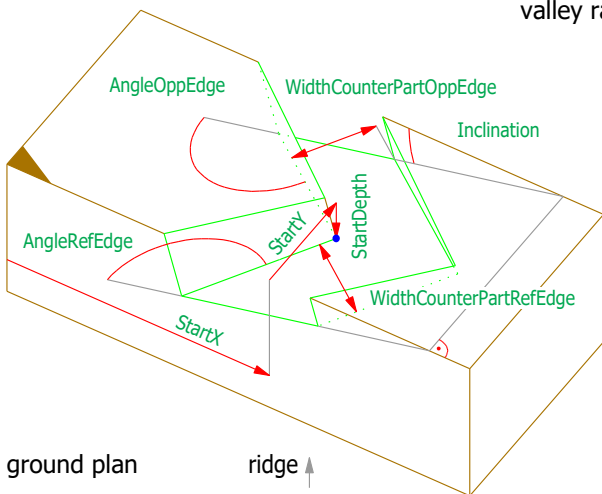 valley ra
AngleOppEdge
WidthCounterPartOppEdge
Inclination
StartDepth
StartY
AngleRefEdge
WidthCounterPartRefEdge
StartX
ground plan
ridge